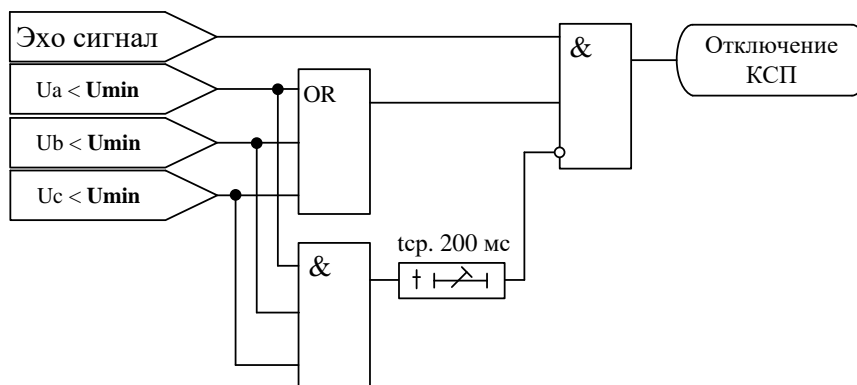 Эхо сигнал
&
Отключение
КСП
Ua < Umin
OR
Ub < Umin
Uc < Umin
tср. 200 мс
&